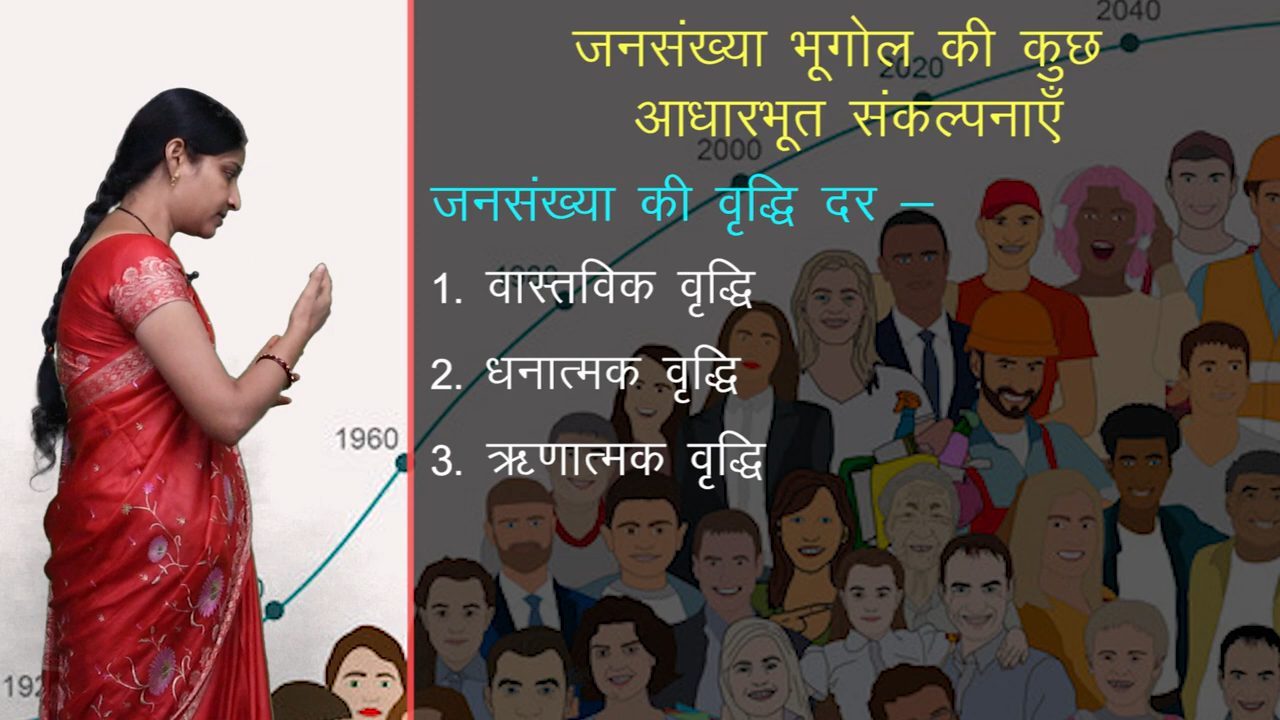 जनसंख्या भूगोल की कुछ
आधारभूत संकल्पनाएँ
जनसंख्या की वृद्धि दर –
1. वास्तविक वृद्धि
2. धनात्मक वृद्धि
3. ऋणात्मक वृद्धि
2040
2020
2000
1980
1960